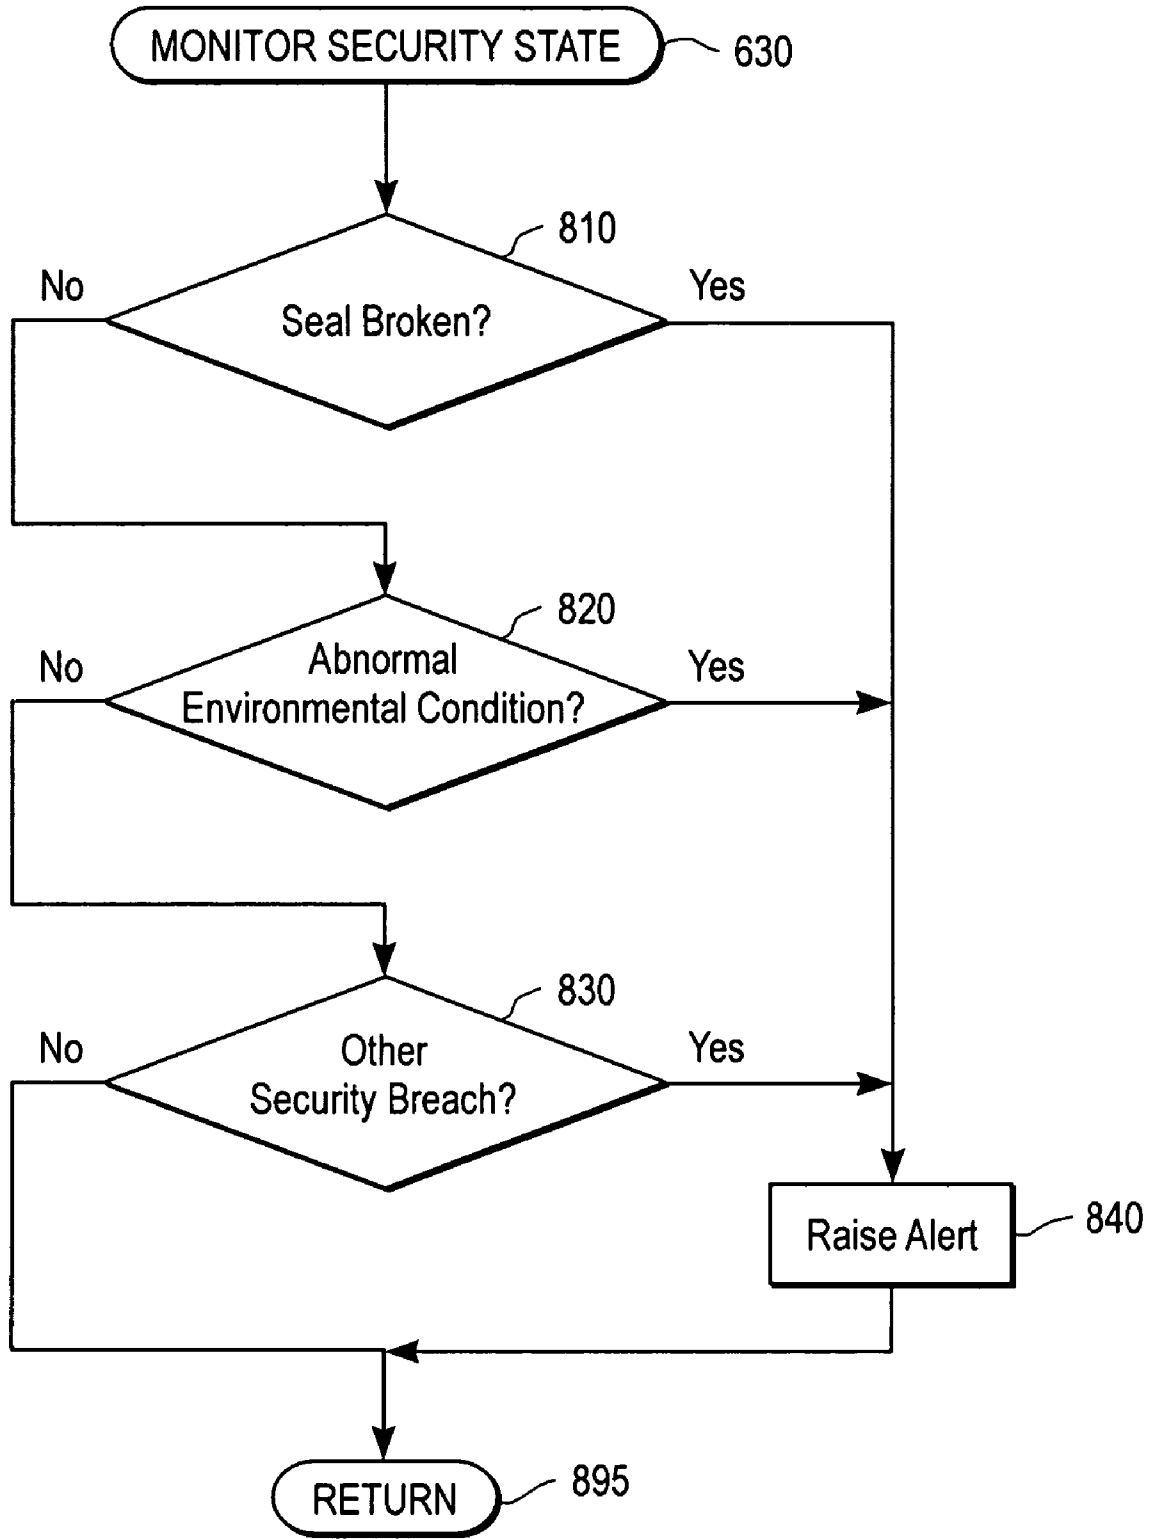 MONITOR SECURITY STATE
630
810
No
Yes
Seal Broken?
820
No
Yes
Abnormal
Environmental Condition?
830
No
Yes
Other
Security Breach?
Raise Alert
840
RETURN
895